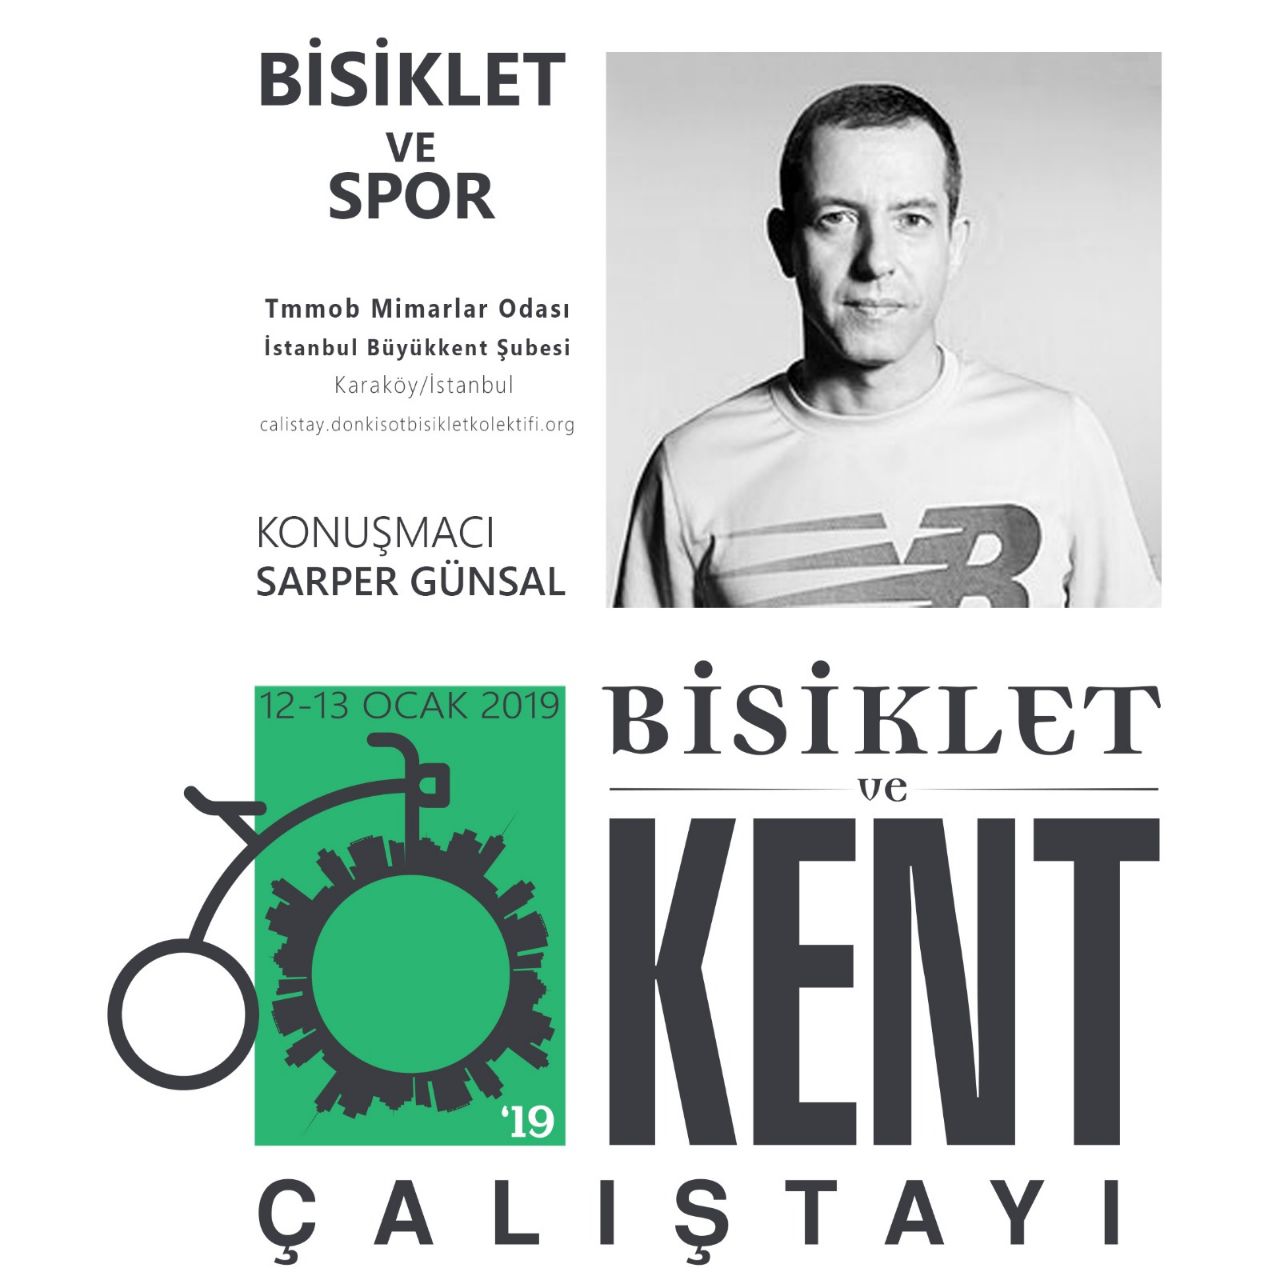 BİSİKLET
VE
SPOR
Tmmob Mimarlar Odası
İstanbul Büyükkent Şubesi
Karaköy/İstanbul
calistay.donkisotbisikletkolektifi.org
KONUŞMACI
SARPER GÜNSAL
12-13 OCAK 2019
'19
BİSİKLET
ve
KENT
ÇALIŞTAYI